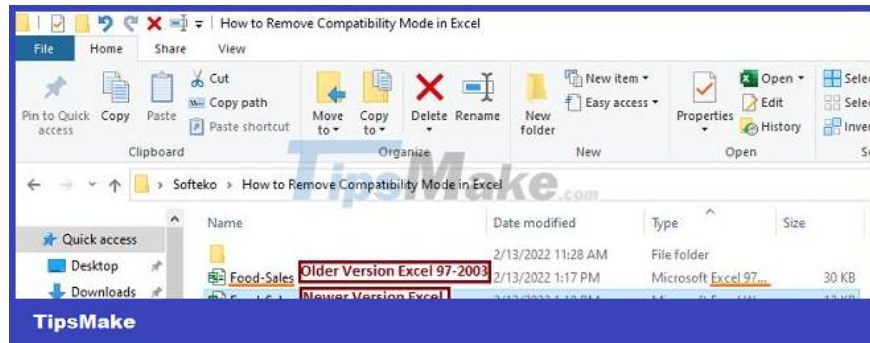 How to Remove Compatibility Mode in Excel
File Home Share View
Pin to Quick access
Copy
Paste
Cut
Copy path
Paste shortcut
Clipboard
Move to
Copy to
Delete
Rename
Organize
New folder
New item
Easy access
New
Properties
Open
Edit
History
Open
TipsMake.com
Softeko > How to Remove Compatibility Mode in Excel
Name Date modified Type Size
Quick access
2/13/2022 11:28 AM File folder
Desktop
Food-Sales Older Version Excel 97-2003 2/13/2022 1:17 PM Microsoft Excel 97... 30 KB
Downloads
Newer Version Excel
TipsMake